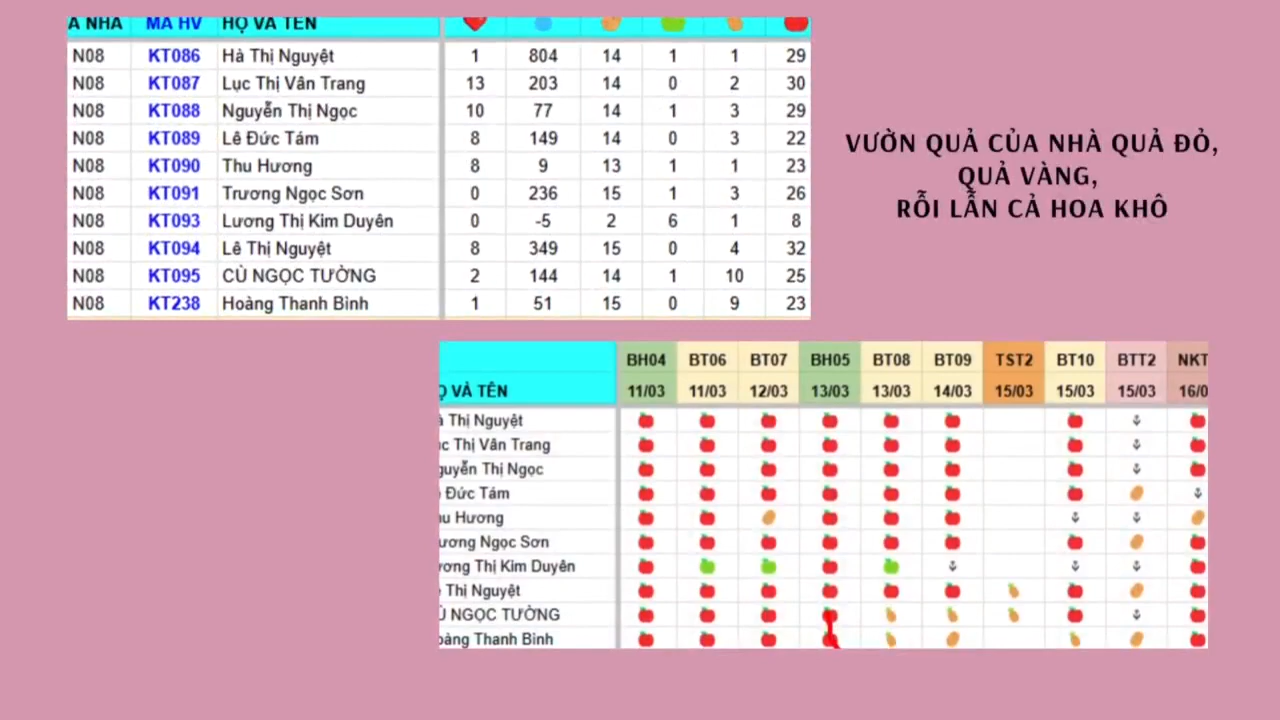 A NHÀ MÃ HV HỌ VÀ TÊN
N08 KT086 Hà Thị Nguyệt 1 804 14 1 1 29
N08 KT087 Lục Thị Vân Trang 13 203 14 0 2 30
N08 KT088 Nguyễn Thị Ngọc 10 77 14 1 3 29
N08 KT089 Lê Đức Tám 8 149 14 0 3 22
N08 KT090 Thu Hương 8 9 13 1 1 23
N08 KT091 Trương Ngọc Sơn 0 236 15 1 3 26
N08 KT093 Lương Thị Kim Duyên 0 -5 2 6 1 8
N08 KT094 Lê Thị Nguyệt 8 349 15 0 4 32
N08 KT095 CÙ NGỌC TƯỜNG 2 144 14 1 10 25
N08 KT238 Hoàng Thanh Bình 1 51 15 0 9 23
VƯỜN QUẢ CỦA NHÀ QUẢ ĐỎ,
QUẢ VÀNG,
RỒI LẪN CẢ HOA KHÔ
BH04 BT06 BT07 BH05 BT08 BT09 TST2 BT10 BTT2 NKT
Ọ VÀ TÊN 11/03 11/03 12/03 13/03 13/03 14/03 15/03 15/03 15/03 16/0
à Thị Nguyệt
ục Thị Vân Trang
guyễn Thị Ngọc
Đức Tám
hu Hương
ương Ngọc Sơn
ương Thị Kim Duyên
Thị Nguyệt
Ù NGỌC TƯỜNG
oàng Thanh Bình